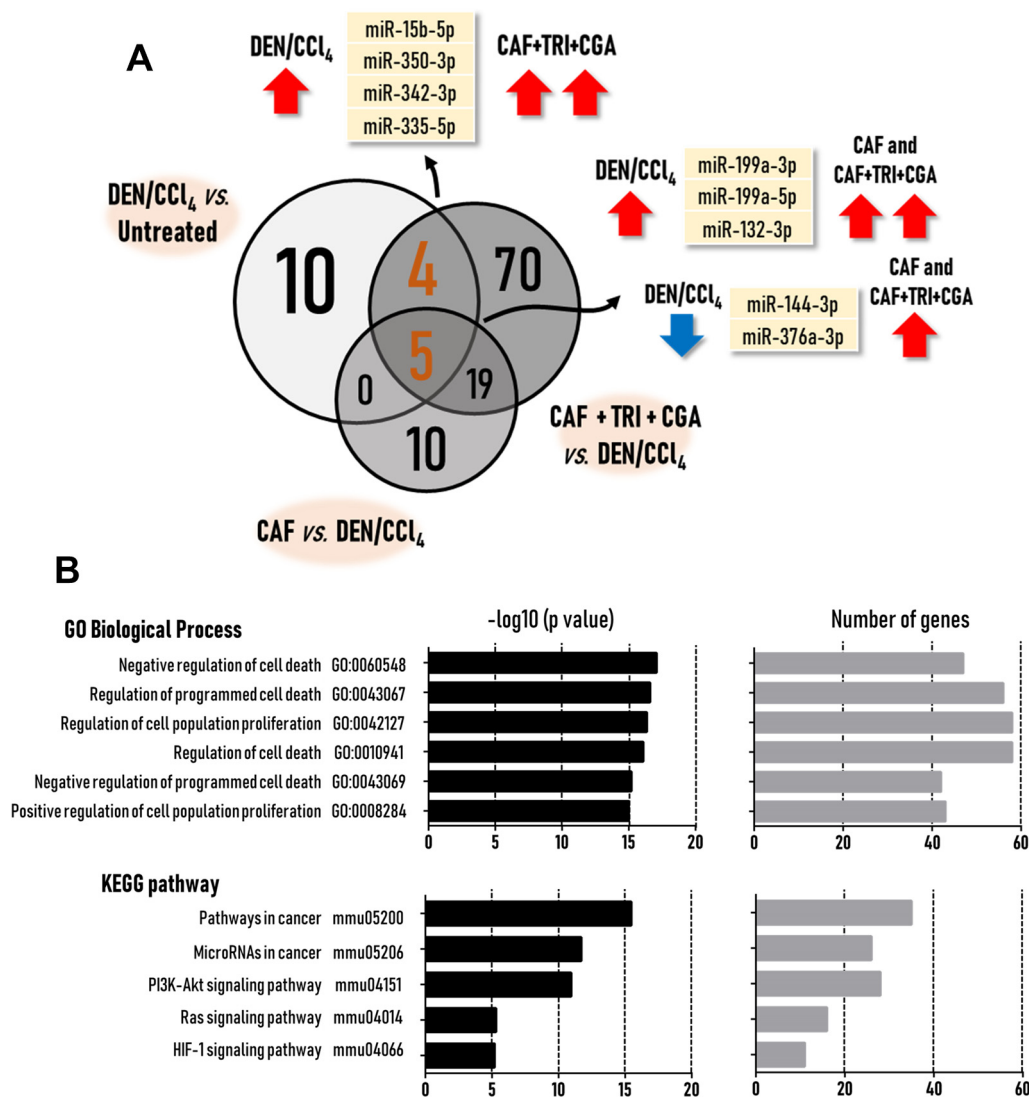 A
DEN/CCl4
miR-15b-5p
miR-350-3p
miR-342-3p
miR-335-5p
CAF+TRI+CGA
DEN/CCl4
miR-199a-3p
miR-199a-5p
miR-132-3p
CAF and
CAF+TRI+CGA
DEN/CCl4
miR-144-3p
miR-376a-3p
CAF and
CAF+TRI+CGA
DEN/CCl4 VS.
Untreated
10
4
70
5
0
19
10
CAF + TRI + CGA
VS. DEN/CCl4
CAF VS. DEN/CCl4
B
GO Biological Process
-log10 (p value)
Number of genes
Negative regulation of cell death GO:0060548
Regulation of programmed cell death GO:0043067
Regulation of cell population proliferation GO:0042127
Regulation of cell death GO:0010941
Negative regulation of programmed cell death GO:0043069
Positive regulation of cell population proliferation GO:0008284
0 5 10 15 20
0 20 40 60
KEGG pathway
Pathways in cancer mmu05200
MicroRNAs in cancer mmu05206
PI3K-Akt signaling pathway mmu04151
Ras signaling pathway mmu04014
HIF-1 signaling pathway mmu04066
0 5 10 15 20
0 20 40 60